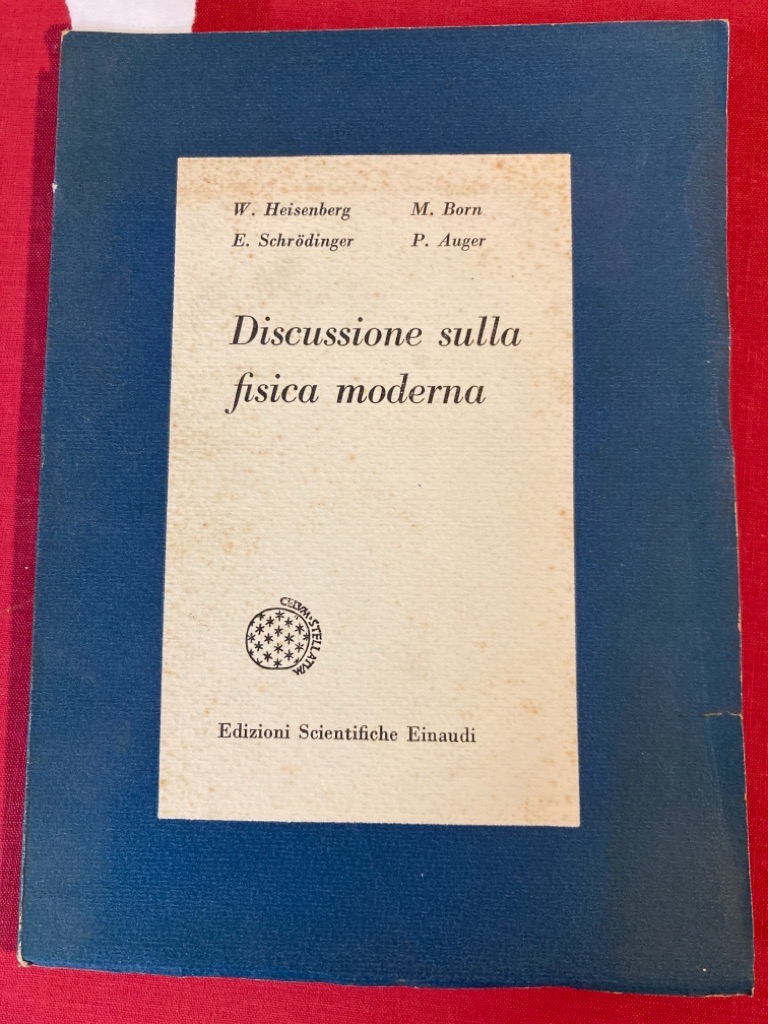 W. Heisenberg M. Born
E. Schrödinger P. Auger
Discussione sulla
fisica moderna
CELVM·STELLATVM
Edizioni Scientifiche Einaudi